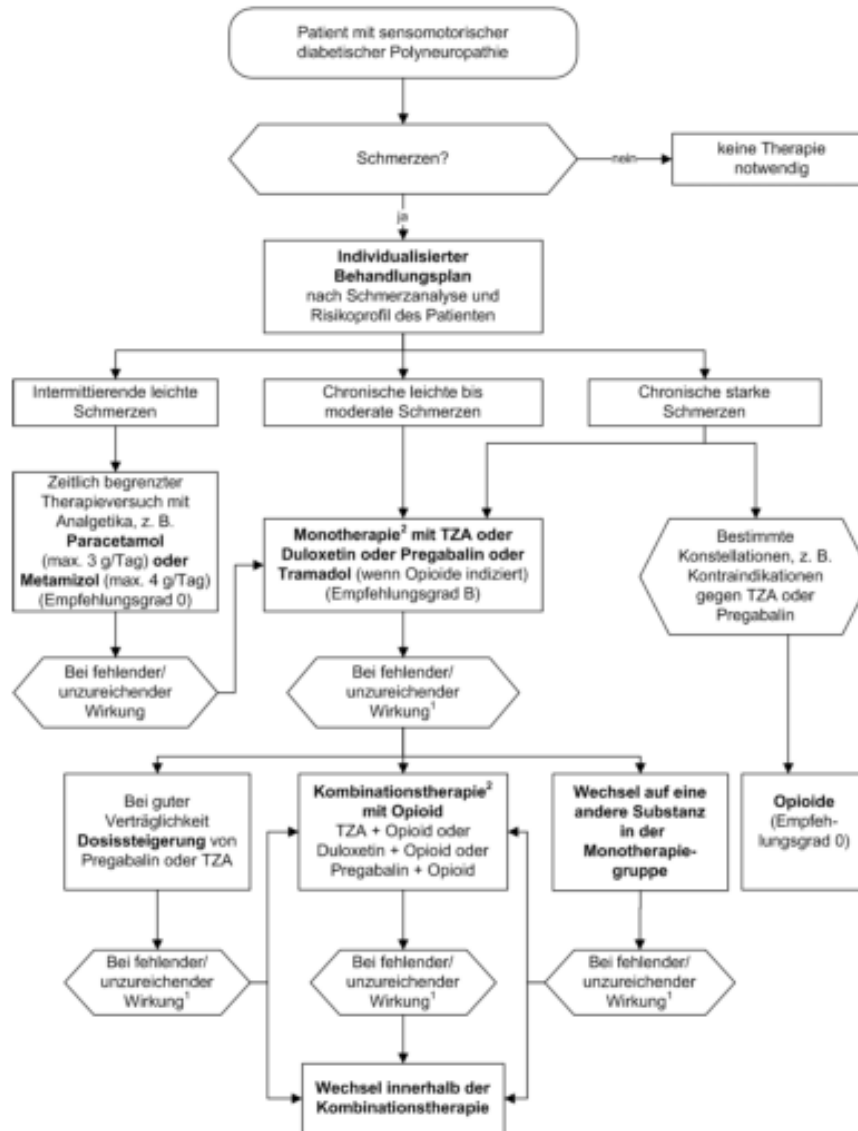 Patient mit sensomotorischer
diabetischer Polyneuropathie
Schmerzen?
nein
keine Therapie
notwendig
ja
Individualisierter
Behandlungsplan
nach Schmerzanalyse und
Risikoprofil des Patienten
Intermittierende leichte
Schmerzen
Chronische leichte bis
moderate Schmerzen
Chronische starke
Schmerzen
Zeitlich begrenzter
Therapieversuch mit
Analgetika, z. B.
Paracetamol
(max. 3 g/Tag) oder
Metamizol (max. 4 g/Tag)
(Empfehlungsgrad 0)
Monotherapie² mit TZA oder
Duloxetin oder Pregabalin oder
Tramadol (wenn Opioide indiziert)
(Empfehlungsgrad B)
Bestimmte
Konstellationen, z. B.
Kontraindikationen
gegen TZA oder
Pregabalin
Bei fehlender/
unzureichender
Wirkung
Bei fehlender/
unzureichender
Wirkung¹
Bei guter
Verträglichkeit
Dosissteigerung von
Pregabalin oder TZA
Kombinationstherapie²
mit Opioid
TZA + Opioid oder
Duloxetin + Opioid oder
Pregabalin + Opioid
Wechsel auf eine
andere Substanz
in der
Monotherapie-
gruppe
Opioide
(Empfeh-
lungsgrad 0)
Bei fehlender/
unzureichender
Wirkung¹
Bei fehlender/
unzureichender
Wirkung¹
Bei fehlender/
unzureichender
Wirkung¹
Wechsel innerhalb der
Kombinationstherapie